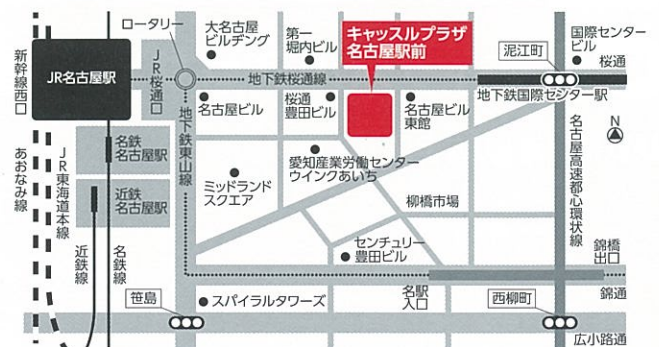 ロータリー
大名古屋
ビルヂング
第一
堀内ビル
キャッスルプラザ
名古屋駅前
泥江町
国際センター
ビル
桜通
新幹線西口
JR名古屋駅
JR桜通口
地下鉄桜通線
地下鉄国際センター駅
名古屋ビル
桜通
豊田ビル
名古屋ビル
東館
名鉄
名古屋駅
地下鉄東山線
愛知産業労働センター
ウインクあいち
名古屋高速都心環状線
N
あおなみ線
JR東海道本線
近鉄
名古屋駅
ミッドランド
スクエア
柳橋市場
近鉄線
名鉄線
センチュリー
豊田ビル
錦橋
出口
笹島
スパイラルタワーズ
名駅
入口
西柳町
錦通
広小路通